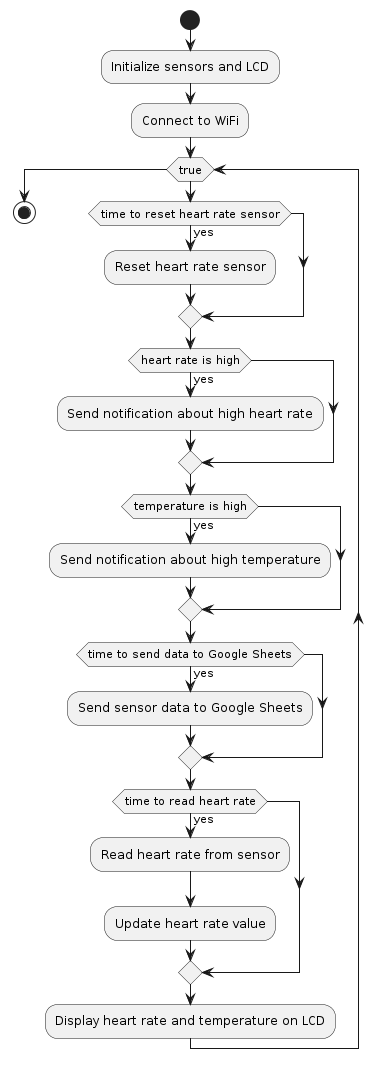 Initialize sensors and LCD
Connect to WiFi
true
time to reset heart rate sensor
yes
Reset heart rate sensor
heart rate is high
yes
Send notification about high heart rate
temperature is high
yes
Send notification about high temperature
time to send data to Google Sheets
yes
Send sensor data to Google Sheets
time to read heart rate
yes
Read heart rate from sensor
Update heart rate value
Display heart rate and temperature on LCD